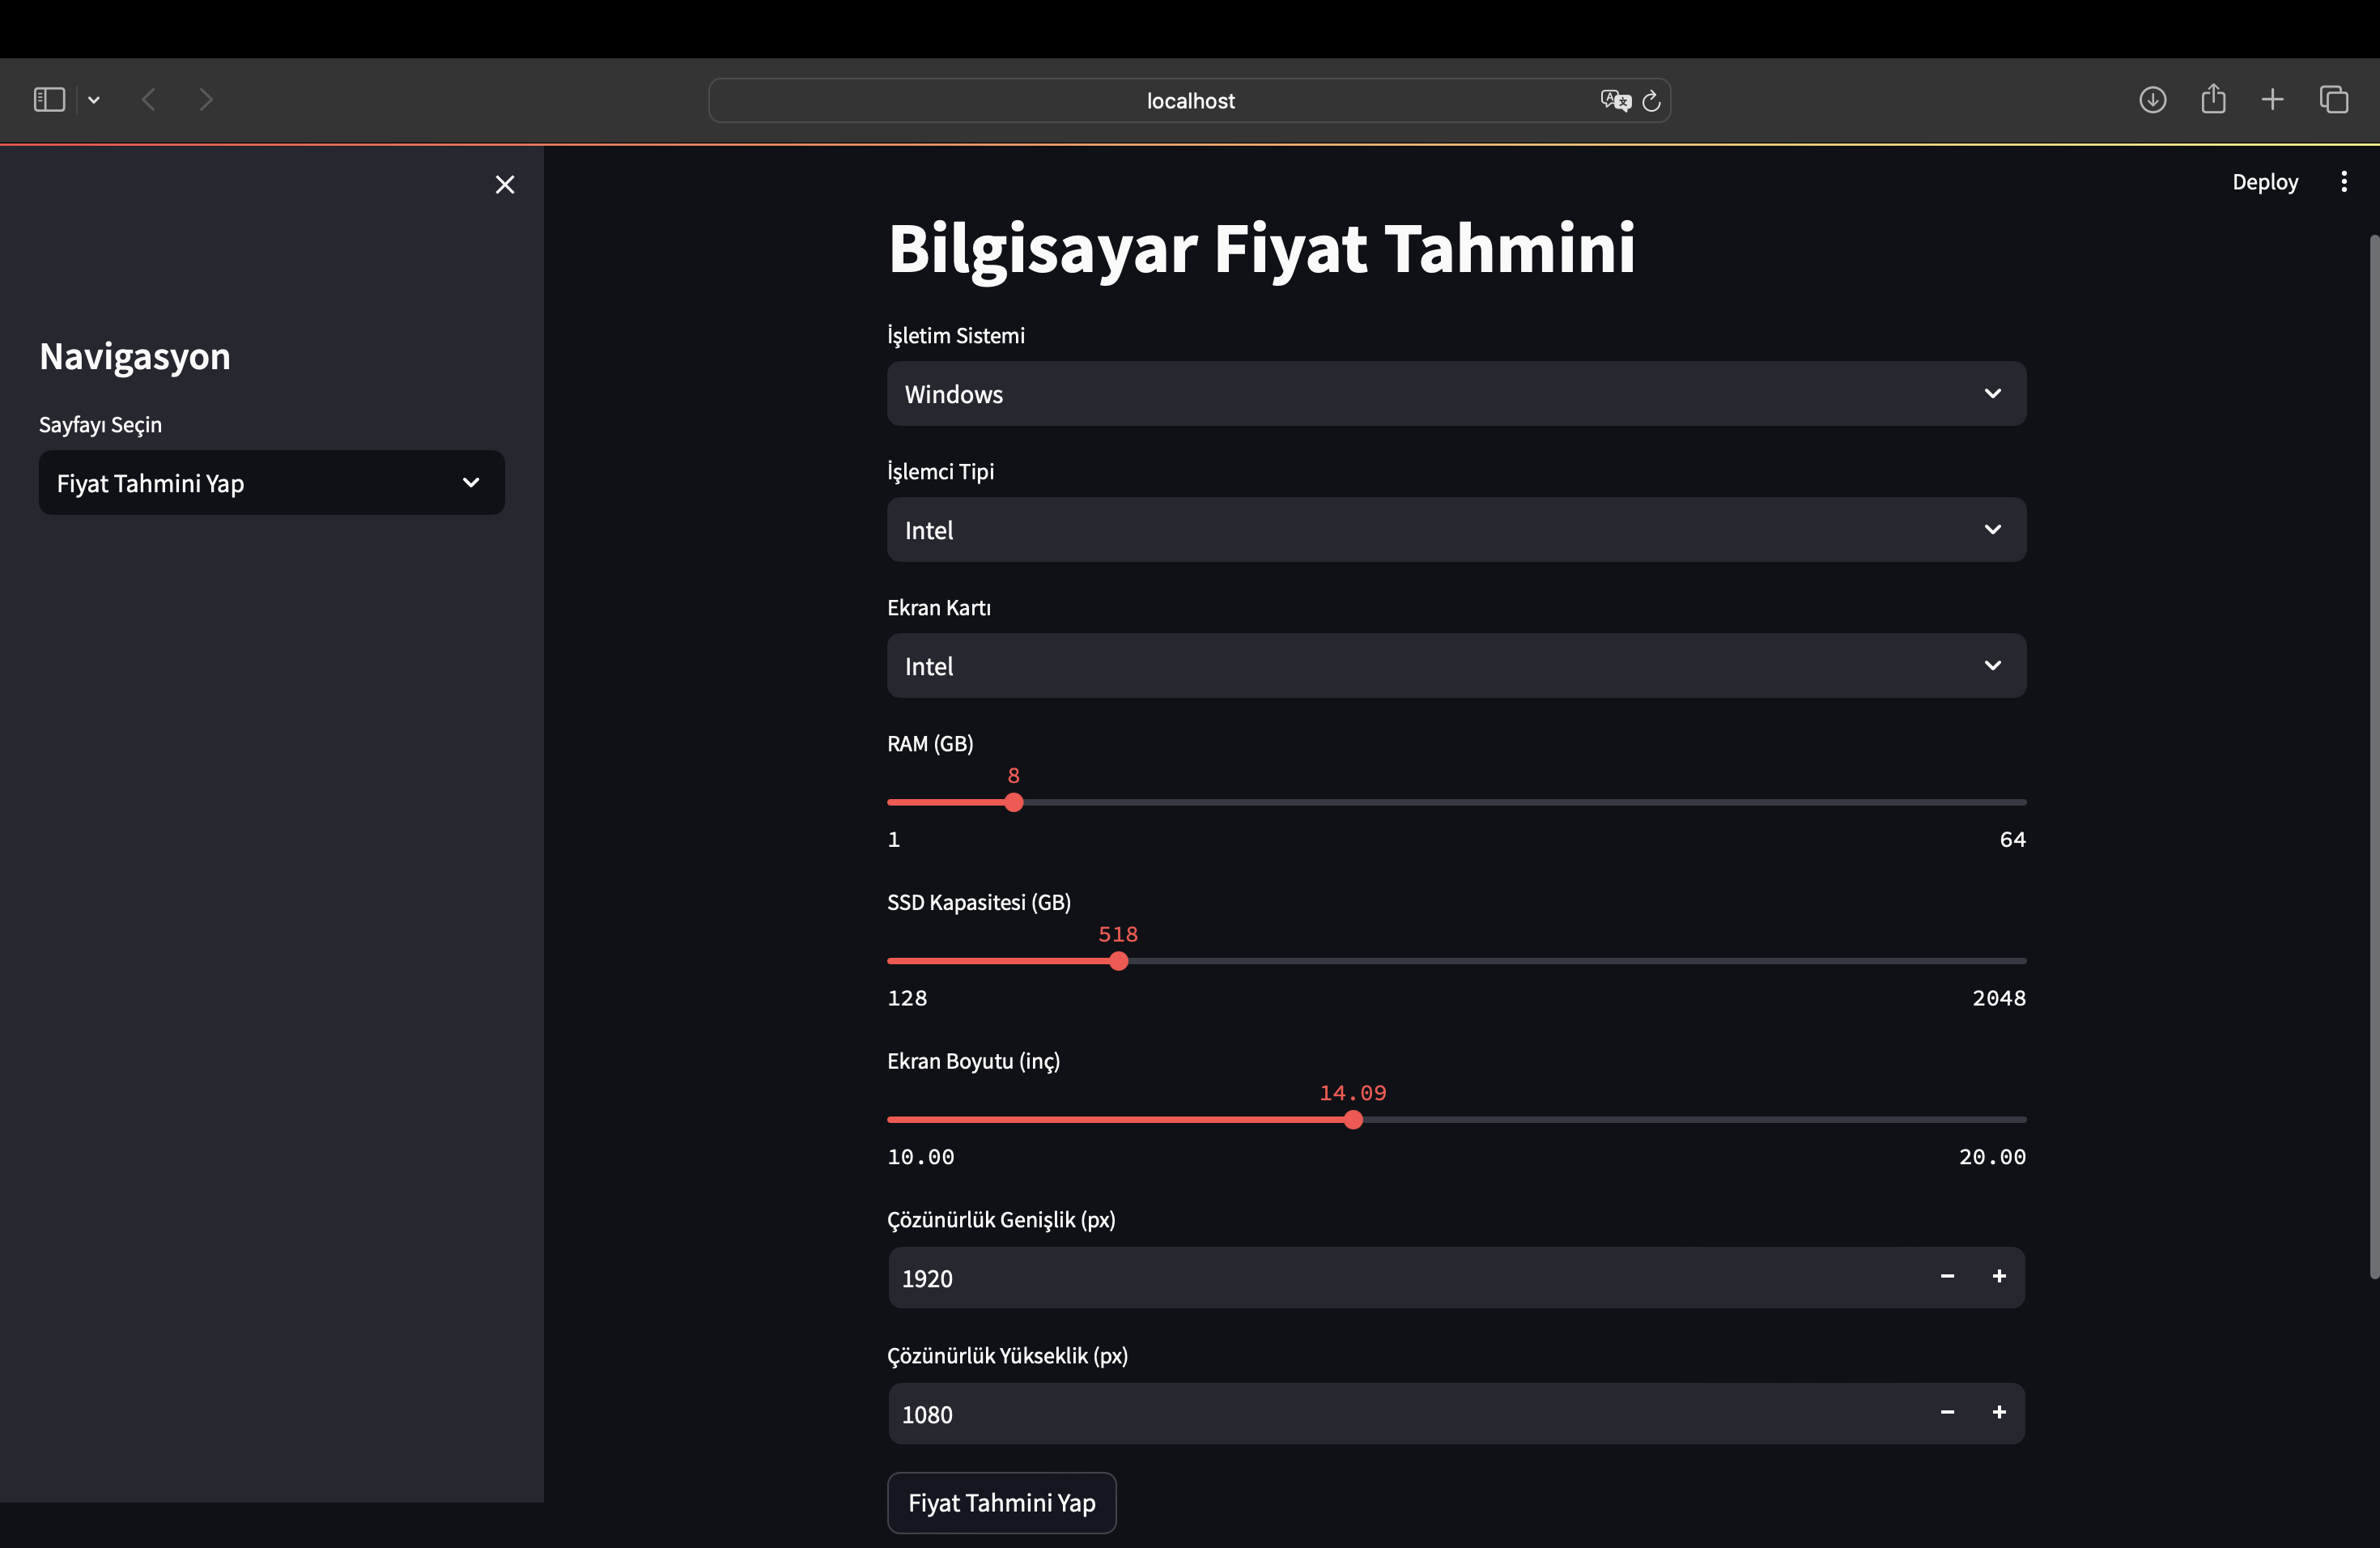 localhost
Deploy
Navigasyon
Sayfayı Seçin
Fiyat Tahmini Yap
Bilgisayar Fiyat Tahmini
İşletim Sistemi
Windows
İşlemci Tipi
Intel
Ekran Kartı
Intel
RAM (GB)
8
1 64
SSD Kapasitesi (GB)
518
128 2048
Ekran Boyutu (inç)
14.09
10.00 20.00
Çözünürlük Genişlik (px)
1920
Çözünürlük Yükseklik (px)
1080
Fiyat Tahmini Yap